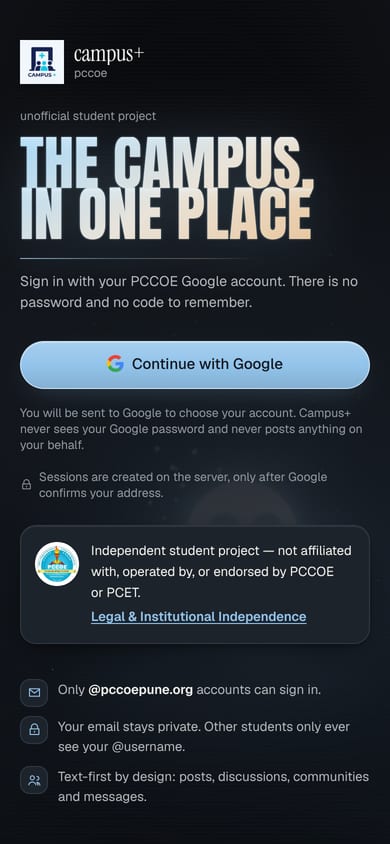 CAMPUS +
campus+
pccoe
unofficial student project
THE CAMPUS,
IN ONE PLACE
Sign in with your PCCOE Google account. There is no
password and no code to remember.
Continue with Google
You will be sent to Google to choose your account. Campus+
never sees your Google password and never posts anything on
your behalf.
Sessions are created on the server, only after Google
confirms your address.
PCCOE
Independent student project — not affiliated
with, operated by, or endorsed by PCCOE
or PCET.
Legal & Institutional Independence
Only @pccoepune.org accounts can sign in.
Your email stays private. Other students only ever
see your @username.
Text-first by design: posts, discussions, communities
and messages.